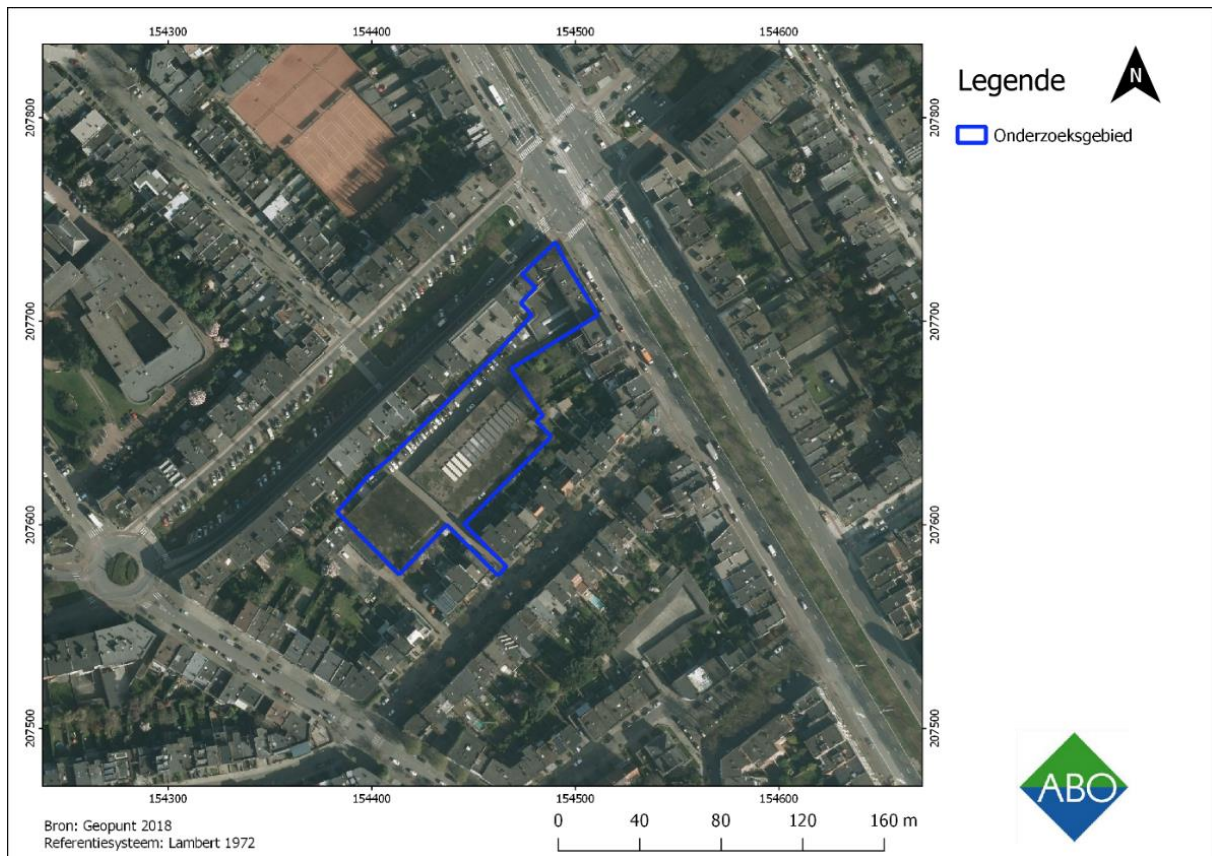 154300 154400 154500 154600
207800 207800
207700 207700
207600 207600
207500 207500
154300 154400 154500 154600
Legende
N
Onderzoeksgebied
Bron: Geopunt 2018
Referentiesysteem: Lambert 1972
0 40 80 120 160 m
ABO